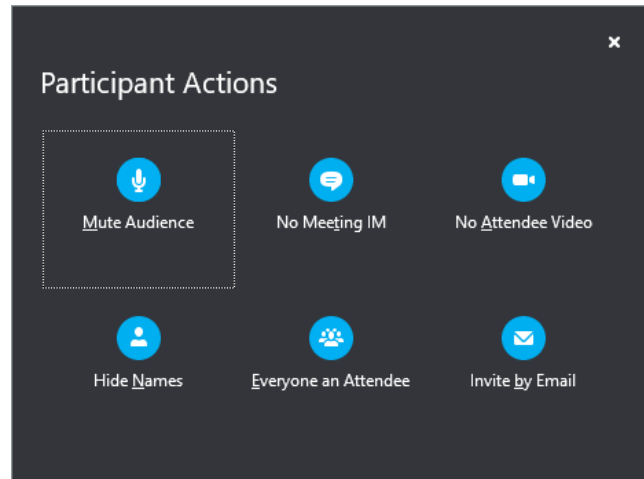 Participant Actions
Mute Audience
No Meeting IM
No Attendee Video
Hide Names
Everyone an Attendee
Invite by Email